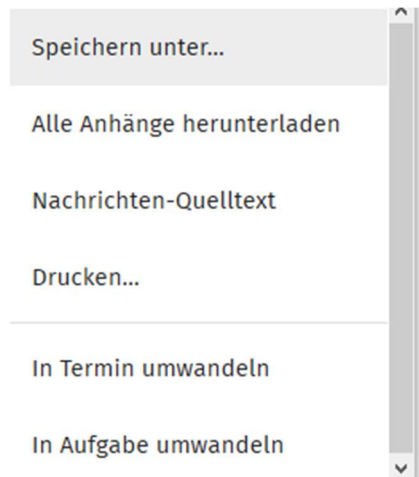 Speichern unter...
Alle Anhänge herunterladen
Nachrichten-Quelltext
Drucken...
In Termin umwandeln
In Aufgabe umwandeln